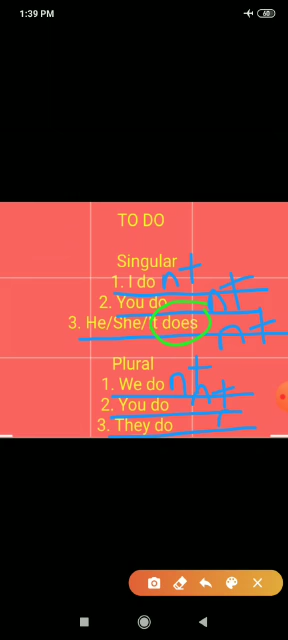 1:39 PM
60
TO DO
Singular
1. I do n't
2. You do n't
3. He/She/It does n't
Plural
1. We do n't
2. You do n't
3. They do